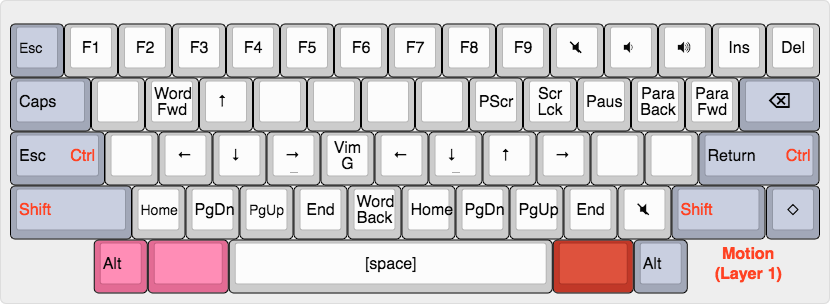 Esc F1 F2 F3 F4 F5 F6 F7 F8 F9 Ins Del
Caps Word Fwd ↑ PScr Scr Lck Paus Para Back Para Fwd ⌫
Esc Ctrl ← ↓ → Vim G ← ↓ ↑ → Return Ctrl
Shift Home PgDn PgUp End Word Back Home PgDn PgUp End Shift ◇
Alt [space] Alt
Motion
(Layer 1)